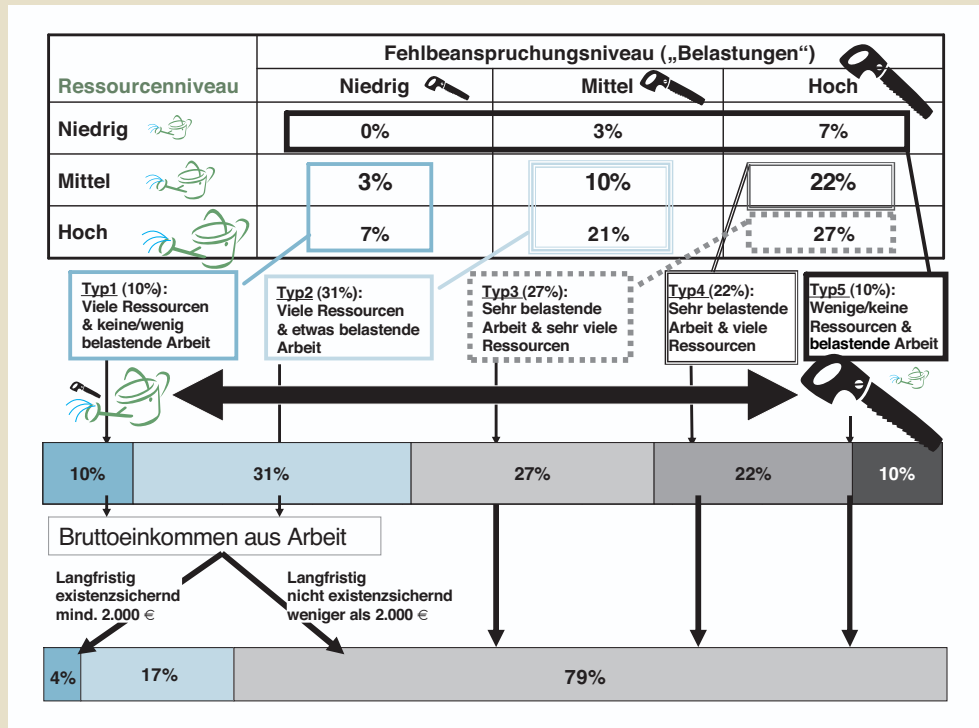 Fehlbeanspruchungsniveau („Belastungen“)
Ressourcenniveau
Niedrig
Mittel
Hoch
Niedrig
0%
3%
7%
Mittel
3%
10%
22%
Hoch
7%
21%
27%
Typ1 (10%):
Viele Ressourcen
& keine/wenig
belastende Arbeit
Typ2 (31%):
Viele Ressourcen
& etwas belastende
Arbeit
Typ3 (27%):
Sehr belastende
Arbeit & sehr viele
Ressourcen
Typ4 (22%):
Sehr belastende
Arbeit & viele
Ressourcen
Typ5 (10%):
Wenige/keine
Ressourcen &
belastende Arbeit
10%
31%
27%
22%
10%
Bruttoeinkommen aus Arbeit
Langfristig
existenzsichernd
mind. 2.000 €
Langfristig
nicht existenzsichernd
weniger als 2.000 €
4%
17%
79%